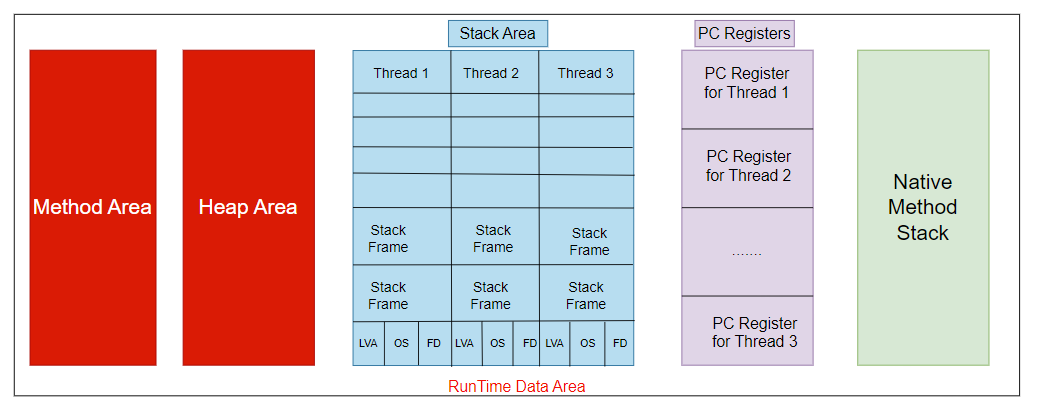 Stack Area
PC Registers
Method Area
Heap Area
Thread 1
Thread 2
Thread 3
Stack
Frame
Stack
Frame
Stack
Frame
Stack
Frame
Stack
Frame
Stack
Frame
LVA
OS
FD
LVA
OS
FD
LVA
OS
FD
PC Register
for Thread 1
PC Register
for Thread 2
.......
PC Register
for Thread 3
Native
Method
Stack
RunTime Data Area